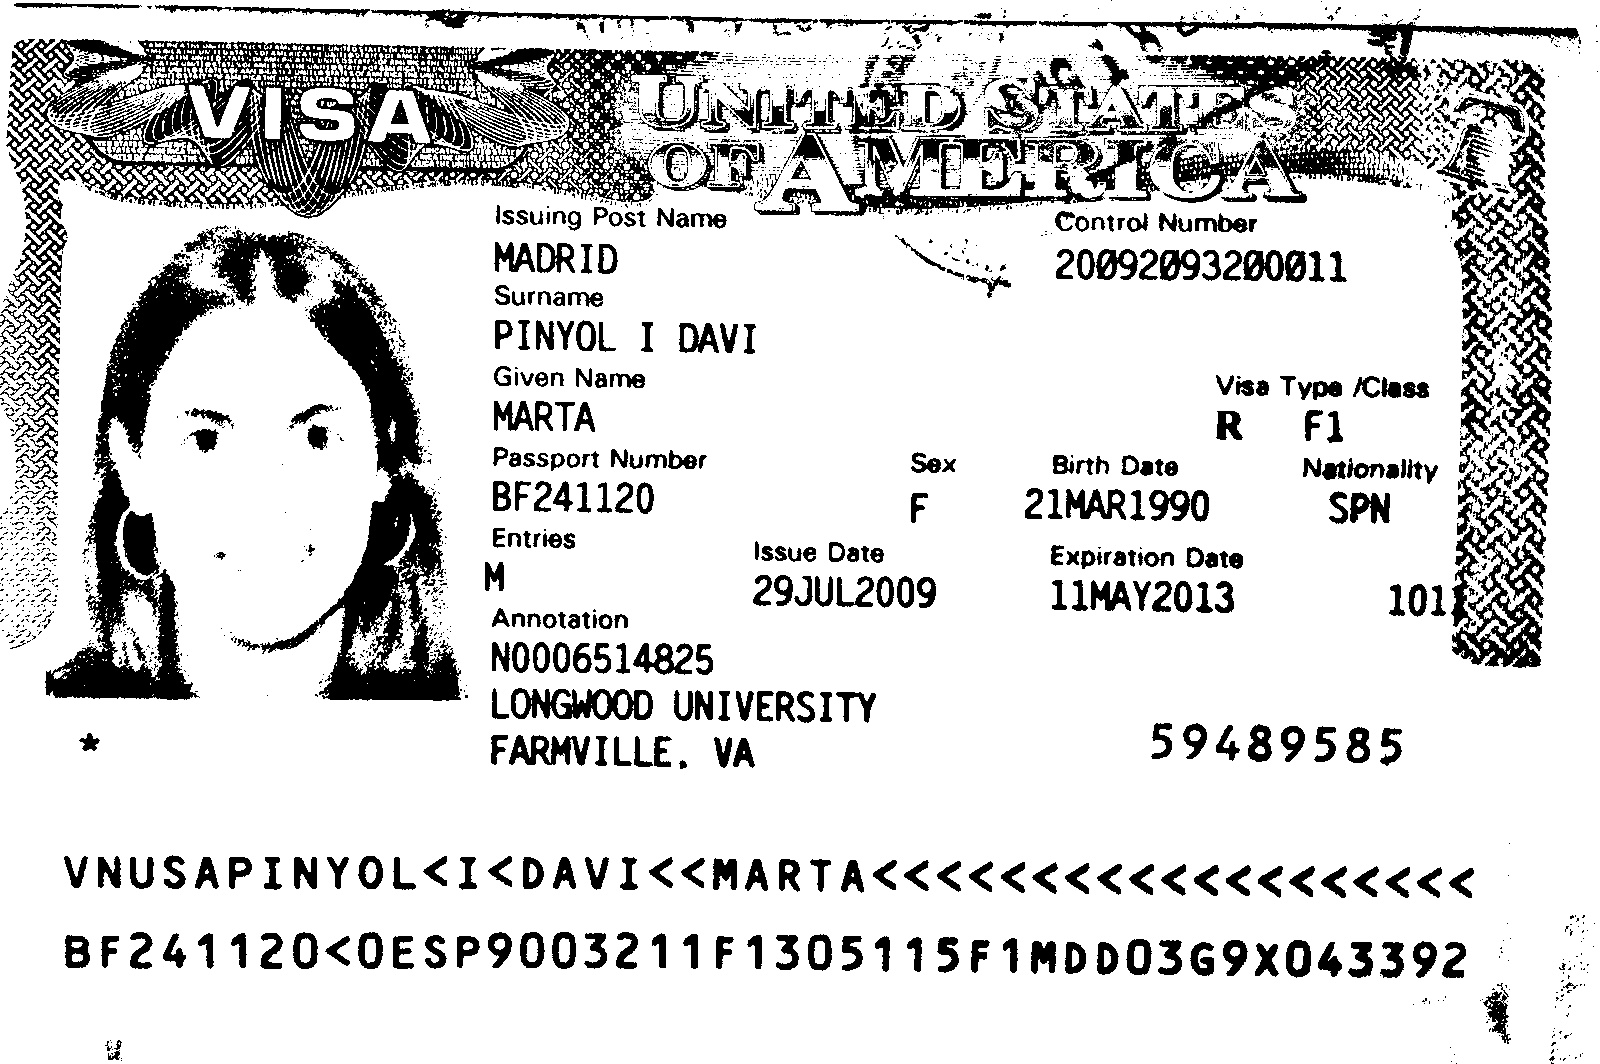 VISA
UNITED STATES
OF AMERICA
Issuing Post Name
Control Number
MADRID
20092093200011
Surname
PINYOL I DAVI
Given Name
Visa Type /Class
MARTA
R F1
Passport Number
Sex
Birth Date
Nationality
BF241120
F
21MAR1990
SPN
Entries
Issue Date
Expiration Date
M
29JUL2009
11MAY2013
101
Annotation
N0006514825
LONGWOOD UNIVERSITY
FARMVILLE, VA
*
59489585
VNUSAPINYOL<I<DAVI<<MARTA<<<<<<<<<<<<<<<<<<<
BF241120<0ESP9003211F1305115F1MDD03G9X043392